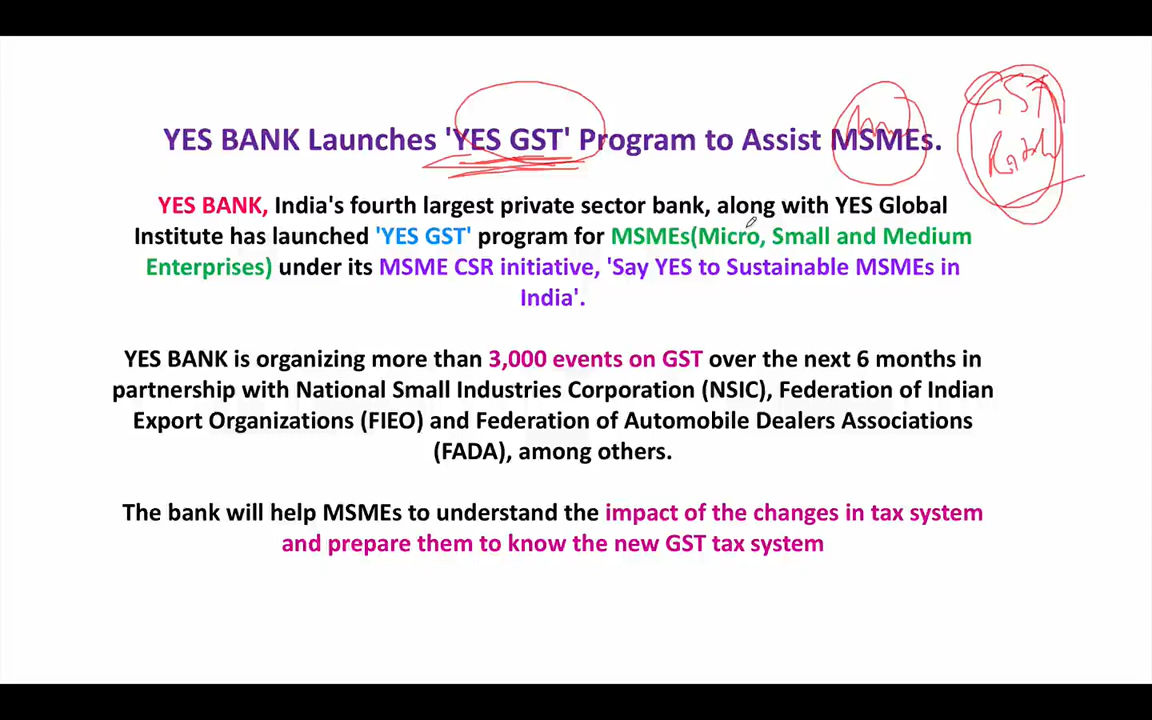 YES BANK Launches 'YES GST' Program to Assist MSMEs.
GST
YES BANK, India's fourth largest private sector bank, along with YES Global
Institute has launched 'YES GST' program for MSMEs(Micro, Small and Medium
Enterprises) under its MSME CSR initiative, 'Say YES to Sustainable MSMEs in
India'.
YES BANK is organizing more than 3,000 events on GST over the next 6 months in
partnership with National Small Industries Corporation (NSIC), Federation of Indian
Export Organizations (FIEO) and Federation of Automobile Dealers Associations
(FADA), among others.
The bank will help MSMEs to understand the impact of the changes in tax system
and prepare them to know the new GST tax system